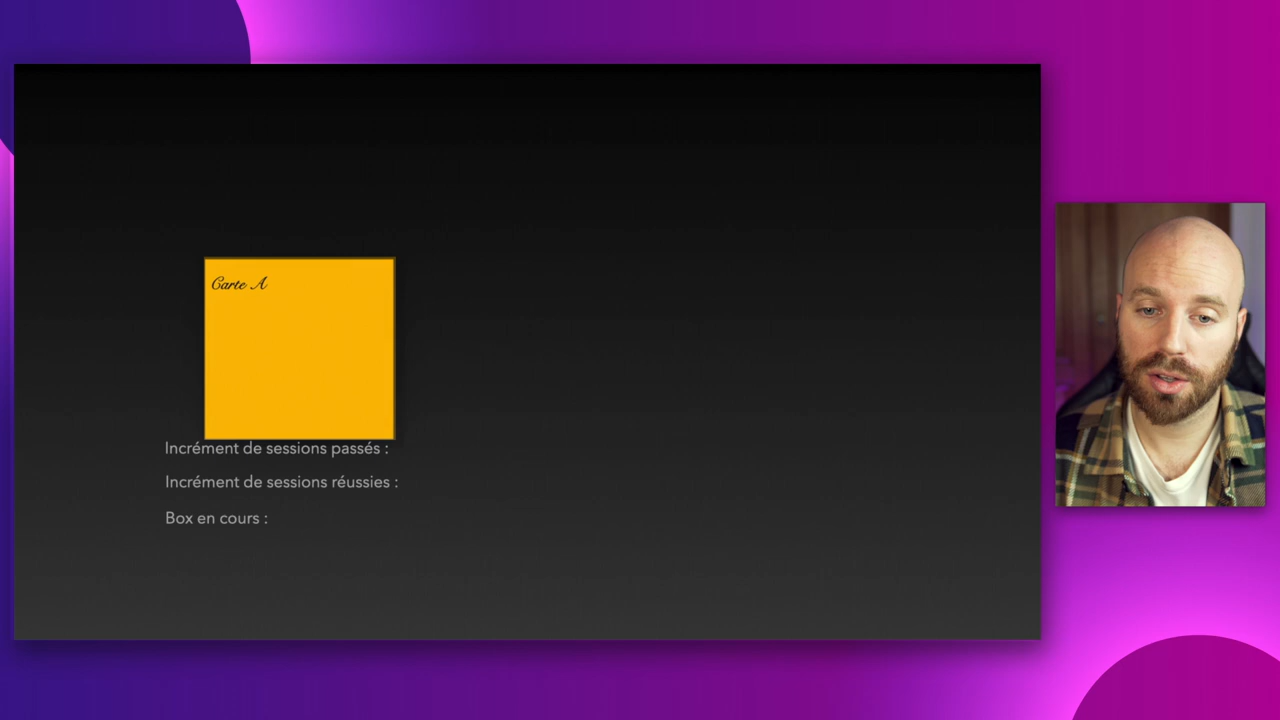 Carte A
Incrément de sessions passés :
Incrément de sessions réussies :
Box en cours :